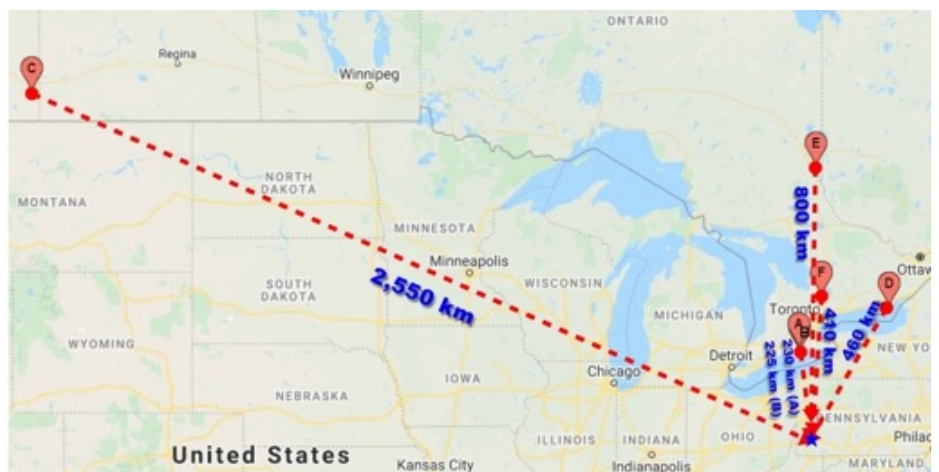 ONTARIO
Regina
Winnipeg
C
E
MONTANA
NORTH
DAKOTA
MINNESOTA
800 km
Ottaw
Minneapolis
2,550 km
WISCONSIN
SOUTH
DAKOTA
MICHIGAN
Toronto
F
D
A
B
410 km
460 km
NEW YO
WYOMING
Detroit
230 km (A)
225 km (B)
Chicago
IOWA
NEBRASKA
PENNSYLVANIA
OHIO
Philad
ILLINOIS
INDIANA
United States
Kansas City
Indianapolis
MARYLAND